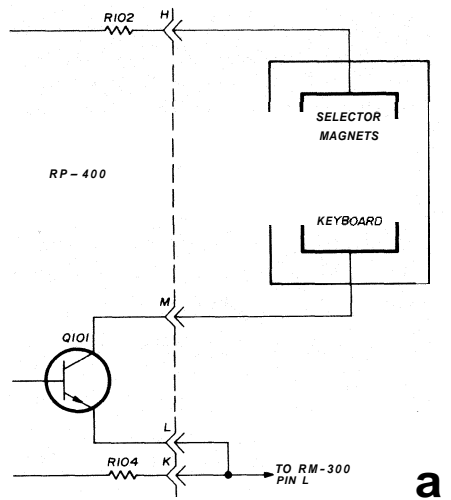 R102
H
SELECTOR
MAGNETS
RP-400
KEYBOARD
M
Q101
L
R104
K
TO RM-300
PIN L
a